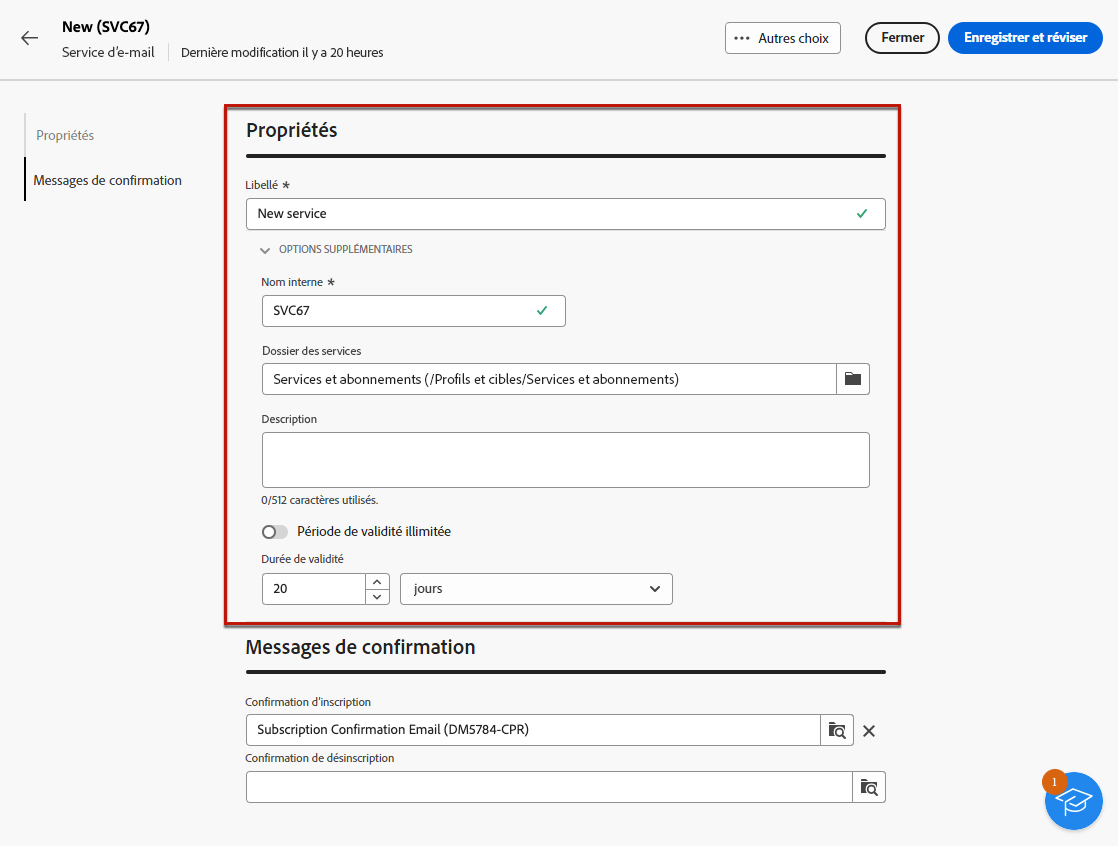 New (SVC67)
Service d'e-mail
Dernière modification il y a 20 heures
Autres choix
Fermer
Enregistrer et réviser
Propriétés
Messages de confirmation
Propriétés
Libellé *
New service
OPTIONS SUPPLÉMENTAIRES
Nom interne *
SVC67
Dossier des services
Services et abonnements (/Profils et cibles/Services et abonnements)
Description
0/512 caractères utilisés.
Période de validité illimitée
Durée de validité
20
jours
Messages de confirmation
Confirmation d'inscription
Subscription Confirmation Email (DM5784-CPR)
Confirmation de désinscription
1